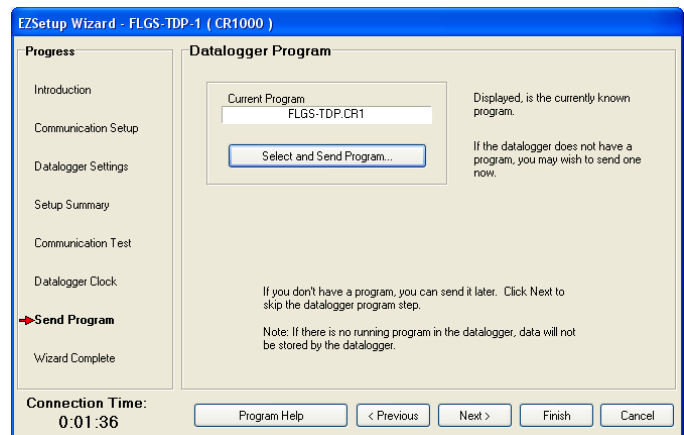 EZSetup Wizard - FLGS-TDP-1 ( CR1000 )
Progress
Introduction
Communication Setup
Datalogger Settings
Setup Summary
Communication Test
Datalogger Clock
Send Program
Wizard Complete
Connection Time:
0:01:36
Datalogger Program
Current Program
FLGS-TDP.CR1
Select and Send Program...
Displayed, is the currently known
program.
If the datalogger does not have a
program, you may wish to send one
now.
If you don't have a program, you can send it later. Click Next to
skip the datalogger program step.
Note: If there is no running program in the datalogger, data will not
be stored by the datalogger.
Program Help
< Previous
Next >
Finish
Cancel